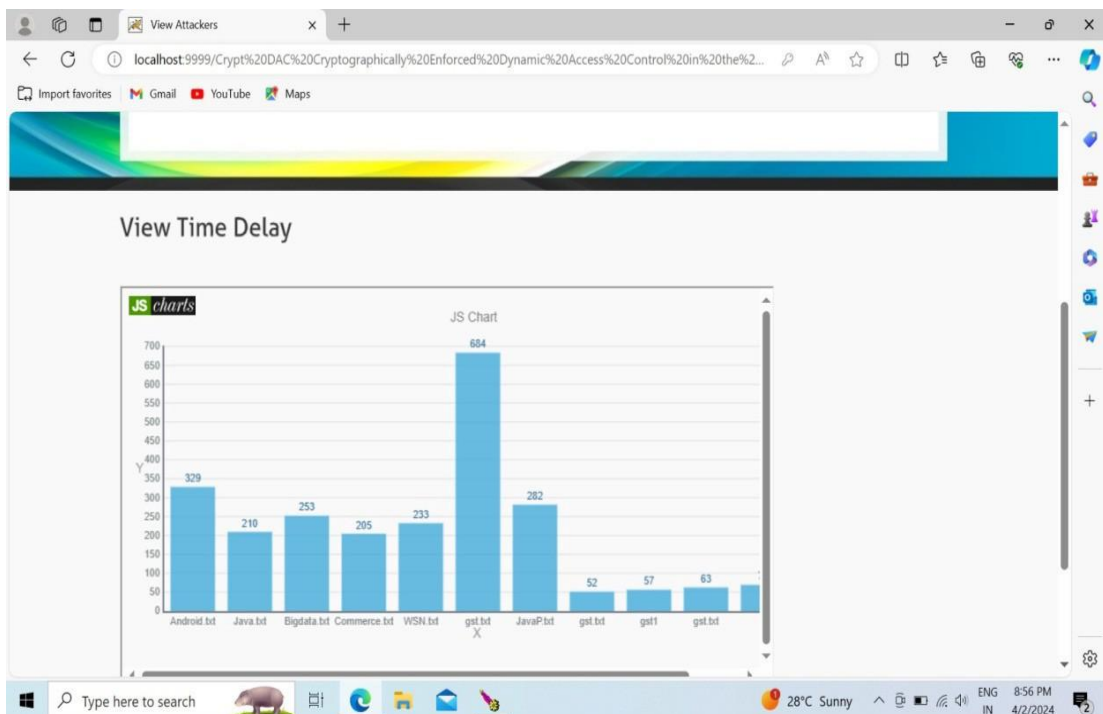 View Attackers
localhost:9999/Crypt%20DAC%20Cryptographically%20Enforced%20Dynamic%20Access%20Control%20in%20the%2...
Import favorites Gmail YouTube Maps
View Time Delay
JS charts
JS Chart
700
650
600
550
500
450
400
350
300
250
200
150
100
50
0
Y
329 210 253 205 233 684 282 52 57 63
Android.txt Java.txt Bigdata.txt Commerce.txt WSN.txt gst.txt JavaP.txt gst.txt gst1 gst.txt
X
Type here to search
28°C Sunny
ENG
IN
8:56 PM
4/2/2024
2